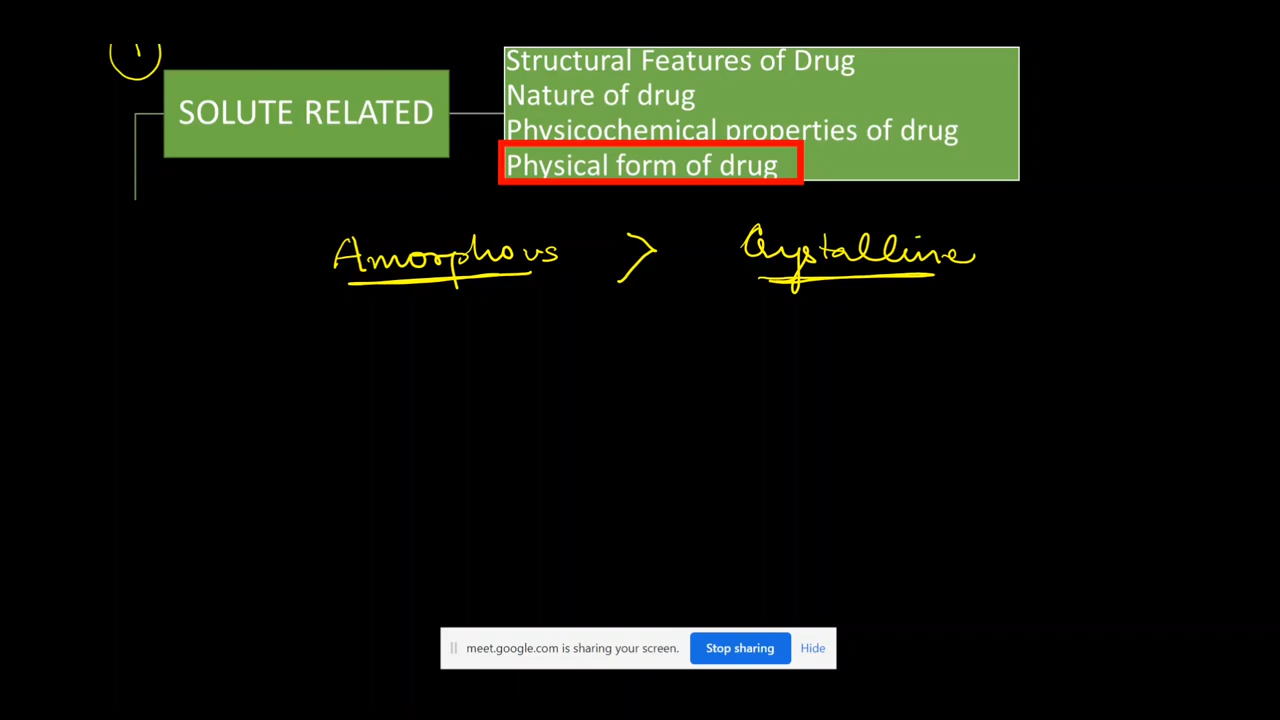 1
SOLUTE RELATED
Structural Features of Drug
Nature of drug
Physicochemical properties of drug
Physical form of drug
Amorphous > Crystalline
meet.google.com is sharing your screen. Stop sharing Hide